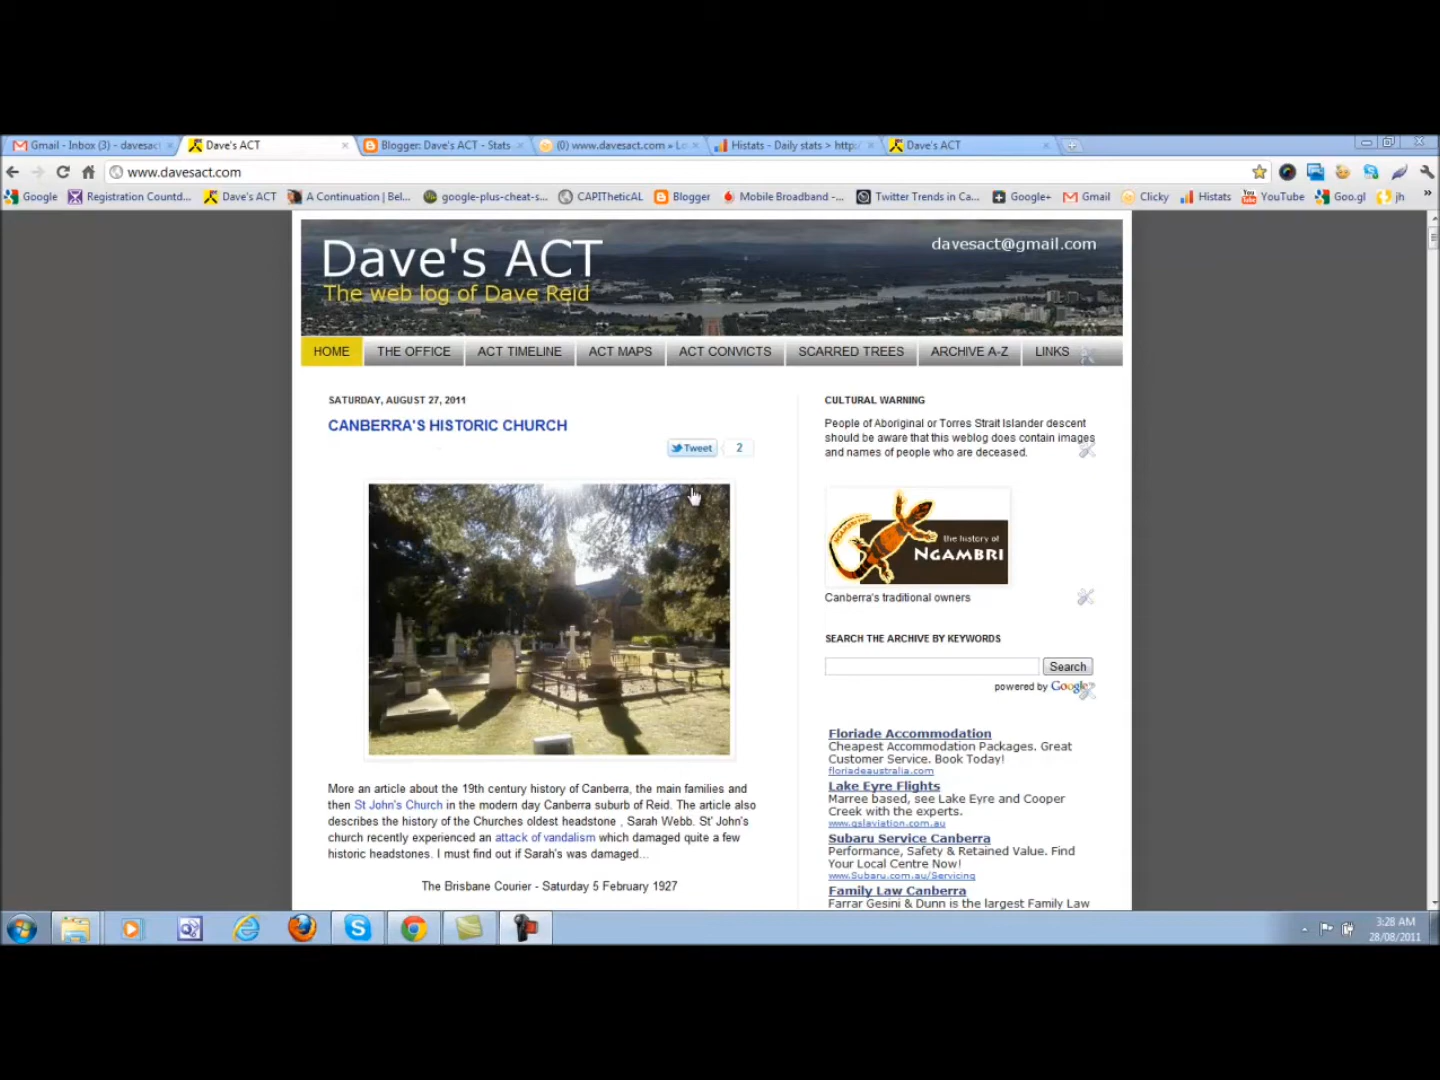 Gmail - Inbox (3) - davesact
Dave's ACT
Blogger: Dave's ACT - Stats
(0) www.davesact.com « Lo
Histats - Daily stats > http:/
Dave's ACT
www.davesact.com
Google
Registration Countd...
Dave's ACT
A Continuation | Bel...
google-plus-cheat-s...
CAPITheticAL
Blogger
Mobile Broadband -...
Twitter Trends in Ca...
Google+
Gmail
Clicky
Histats
YouTube
Goo.gl
jh
»
Dave's ACT
davesact@gmail.com
The web log of Dave Reid
HOME
THE OFFICE
ACT TIMELINE
ACT MAPS
ACT CONVICTS
SCARRED TREES
ARCHIVE A-Z
LINKS
SATURDAY, AUGUST 27, 2011
CANBERRA'S HISTORIC CHURCH
Tweet
2
More an article about the 19th century history of Canberra, the main families and
then St John's Church in the modern day Canberra suburb of Reid. The article also
describes the history of the Churches oldest headstone , Sarah Webb. St' John's
church recently experienced an attack of vandalism which damaged quite a few
historic headstones. I must find out if Sarah's was damaged...
The Brisbane Courier - Saturday 5 February 1927
CULTURAL WARNING
People of Aboriginal or Torres Strait Islander descent
should be aware that this weblog does contain images
and names of people who are deceased.
the history of
NGAMBRI
Canberra's traditional owners
SEARCH THE ARCHIVE BY KEYWORDS
Search
powered by Google
Floriade Accommodation
Cheapest Accommodation Packages. Great
Customer Service. Book Today!
floriadeaustralia.com
Lake Eyre Flights
Marree based, see Lake Eyre and Cooper
Creek with the experts.
www.gslaviation.com.au
Subaru Service Canberra
Performance, Safety & Retained Value. Find
Your Local Centre Now!
www.Subaru.com.au/Servicing
Family Law Canberra
Farrar Gesini & Dunn is the largest Family Law
3:28 AM
28/08/2011